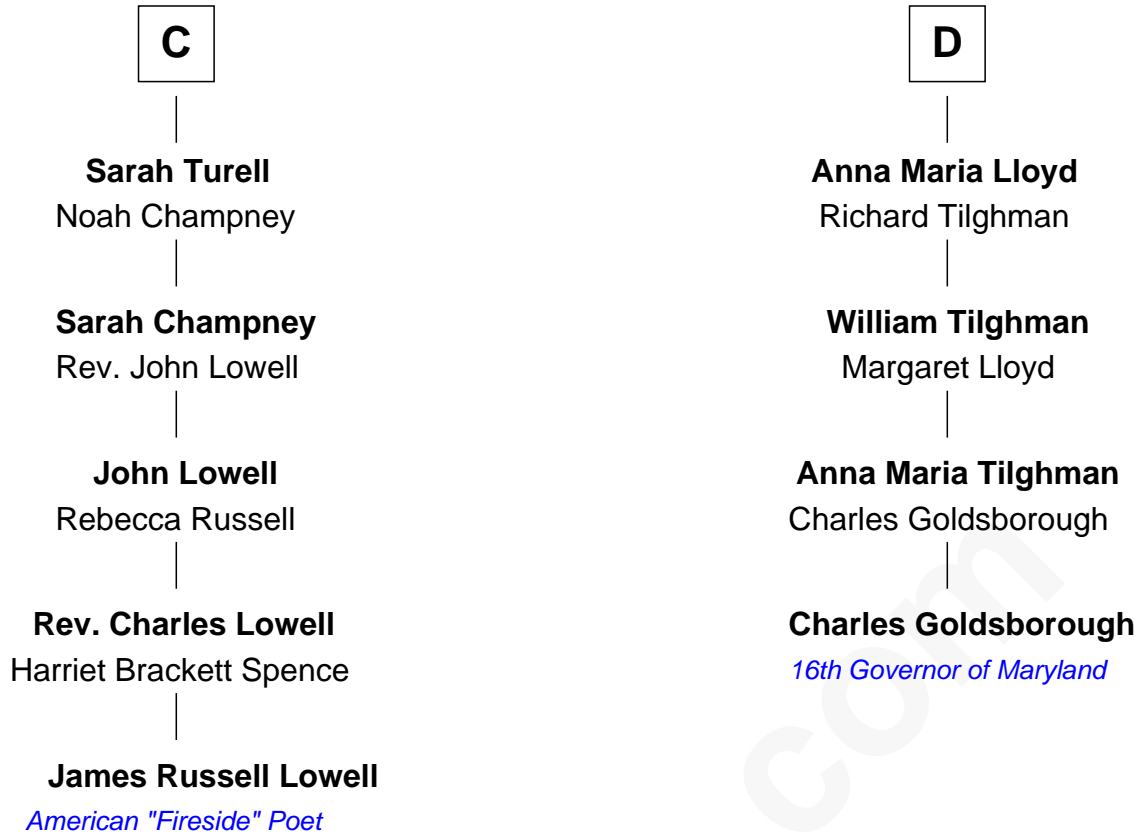 C
Sarah Turell
Noah Champney
Sarah Champney
Rev. John Lowell
John Lowell
Rebecca Russell
Rev. Charles Lowell
Harriet Brackett Spence
James Russell Lowell
American "Fireside" Poet
D
Anna Maria Lloyd
Richard Tilghman
William Tilghman
Margaret Lloyd
Anna Maria Tilghman
Charles Goldsborough
Charles Goldsborough
16th Governor of Maryland
com